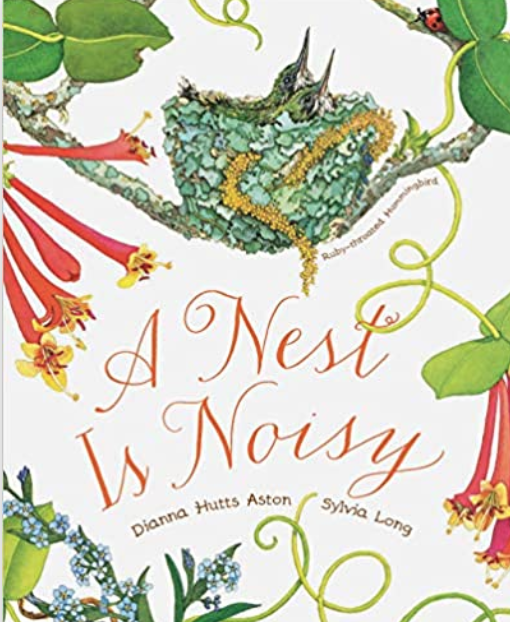 Ruby-throated Hummingbird
A Nest
Is Noisy
Dianna Hutts Aston Sylvia Long